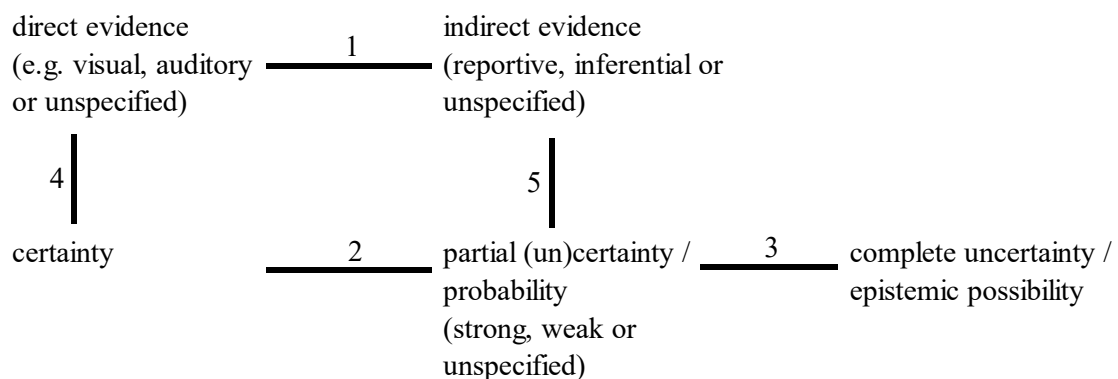 direct evidence
(e.g. visual, auditory
or unspecified)
1
indirect evidence
(reportive, inferential or
unspecified)
4
5
certainty
2
partial (un)certainty /
probability
(strong, weak or
unspecified)
3
complete uncertainty /
epistemic possibility